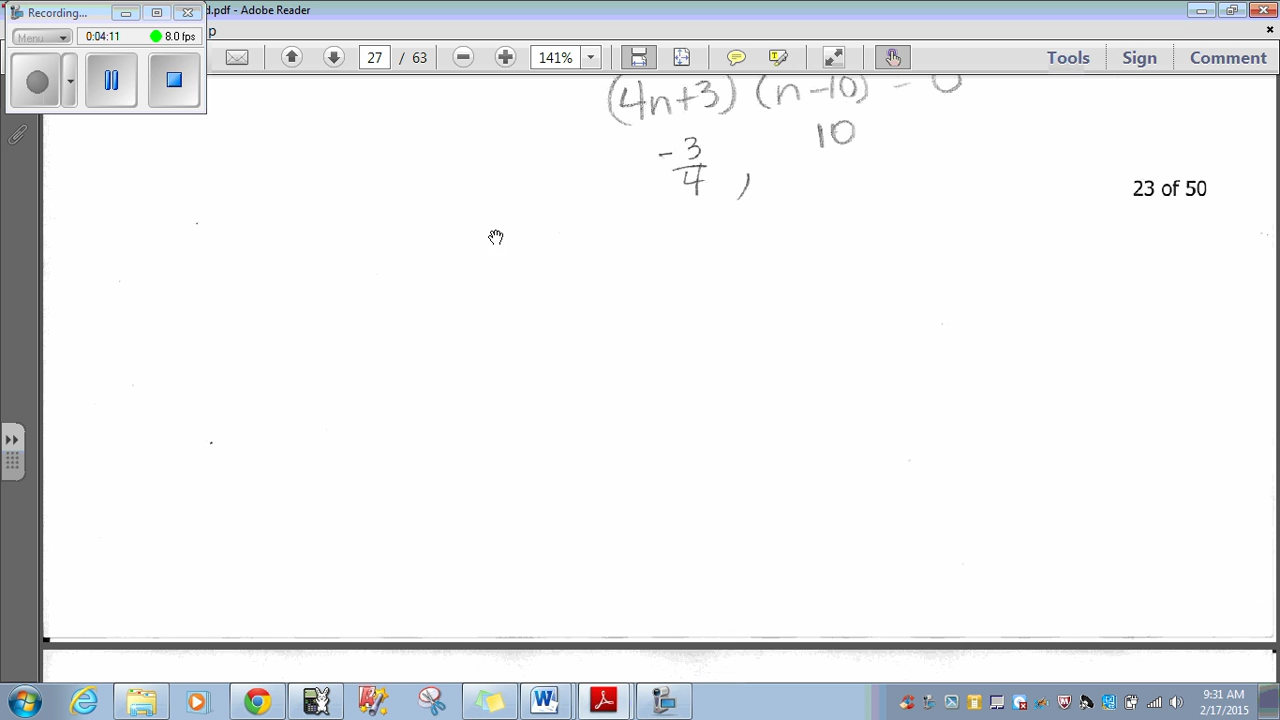 Recording...
d.pdf - Adobe Reader
Menu
0:04:11
8.0 fps
p
27 / 63
141%
Tools
Sign
Comment
(4n+3) (n-10) = 0
-3/4 ,
10
23 of 50
9:31 AM
2/17/2015